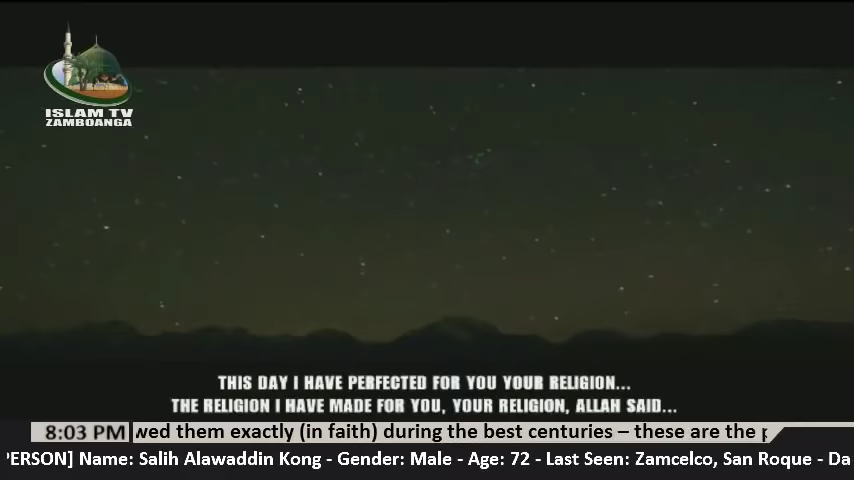 ISLAM TV
ZAMBOANGA
THIS DAY I HAVE PERFECTED FOR YOU YOUR RELIGION...
THE RELIGION I HAVE MADE FOR YOU, YOUR RELIGION, ALLAH SAID...
8:03 PM wed them exactly (in faith) during the best centuries – these are the
PERSON] Name: Salih Alawaddin Kong - Gender: Male - Age: 72 - Last Seen: Zamcelco, San Roque - Da